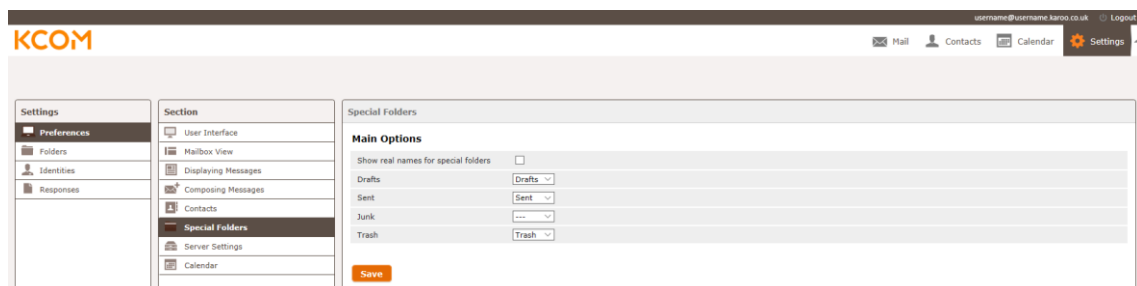 username@username.karoo.co.uk Logout
KCOM
Mail Contacts Calendar Settings
Settings
Preferences
Folders
Identities
Responses
Section
User Interface
Mailbox View
Displaying Messages
Composing Messages
Contacts
Special Folders
Server Settings
Calendar
Special Folders
Main Options
Show real names for special folders
Drafts Drafts
Sent Sent
Junk ---
Trash Trash
Save